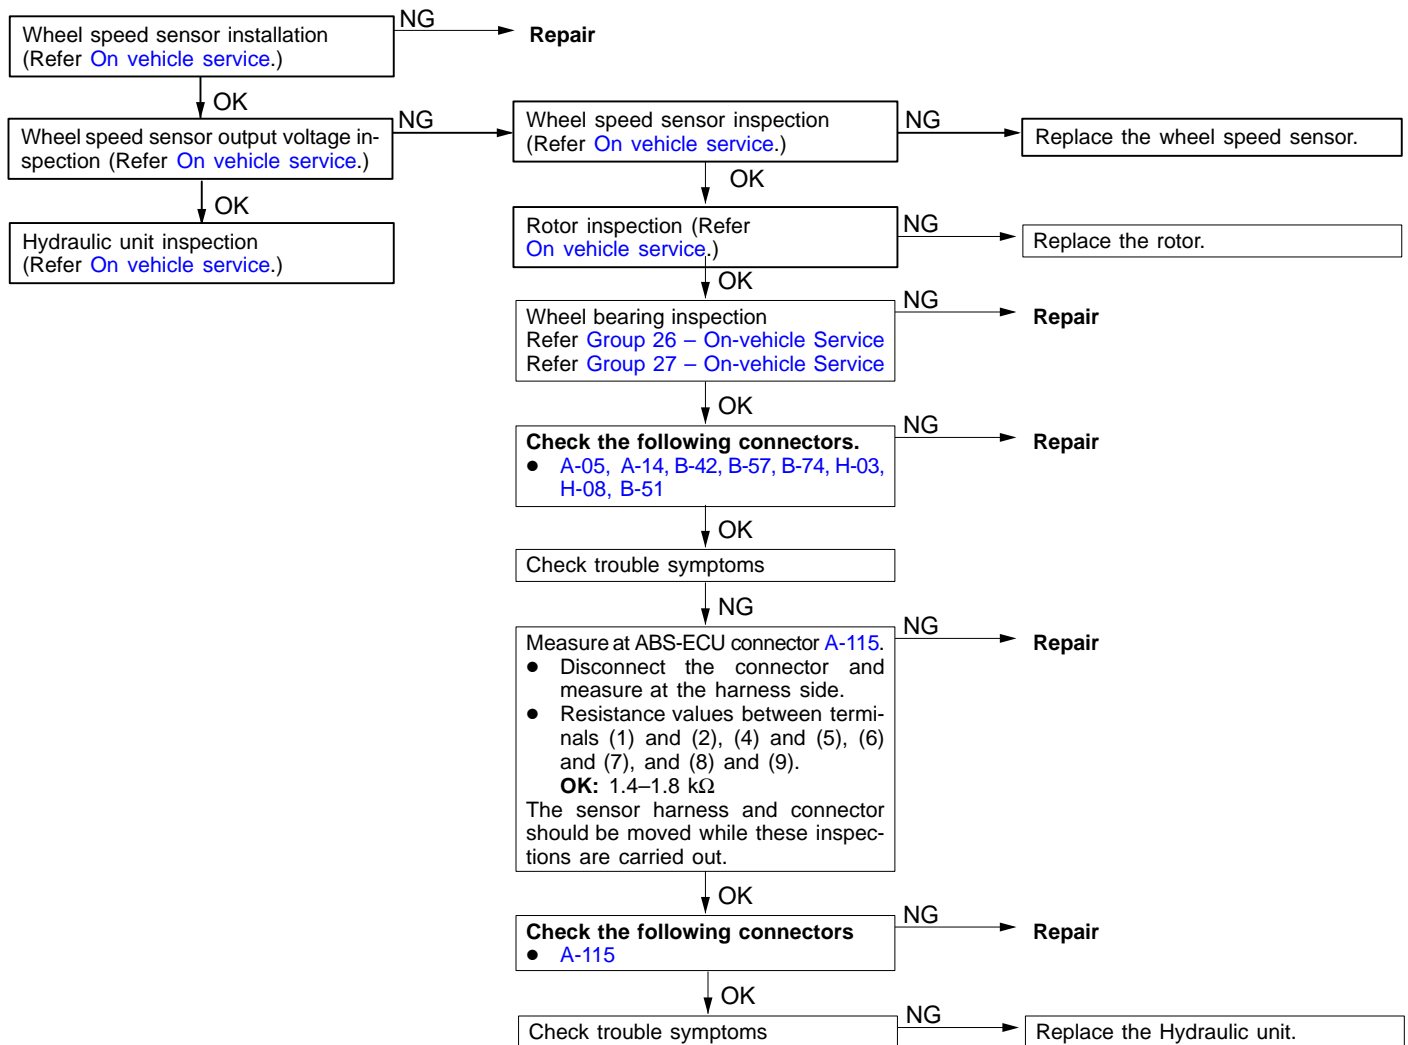 Wheel speed sensor installation
(Refer On vehicle service.)
NG
Repair
OK
Wheel speed sensor output voltage in-
spection (Refer On vehicle service.)
NG
Wheel speed sensor inspection
(Refer On vehicle service.)
NG
Replace the wheel speed sensor.
OK
OK
Hydraulic unit inspection
(Refer On vehicle service.)
Rotor inspection (Refer
On vehicle service.)
NG
Replace the rotor.
OK
Wheel bearing inspection
Refer Group 26 – On-vehicle Service
Refer Group 27 – On-vehicle Service
NG
Repair
OK
Check the following connectors.
● A-05, A-14, B-42, B-57, B-74, H-03,
H-08, B-51
NG
Repair
OK
Check trouble symptoms
NG
Measure at ABS-ECU connector A-115.
● Disconnect the connector and
measure at the harness side.
● Resistance values between termi-
nals (1) and (2), (4) and (5), (6)
and (7), and (8) and (9).
OK: 1.4–1.8 kΩ
The sensor harness and connector
should be moved while these inspec-
tions are carried out.
NG
Repair
OK
Check the following connectors
● A-115
NG
Repair
OK
Check trouble symptoms
NG
Replace the Hydraulic unit.